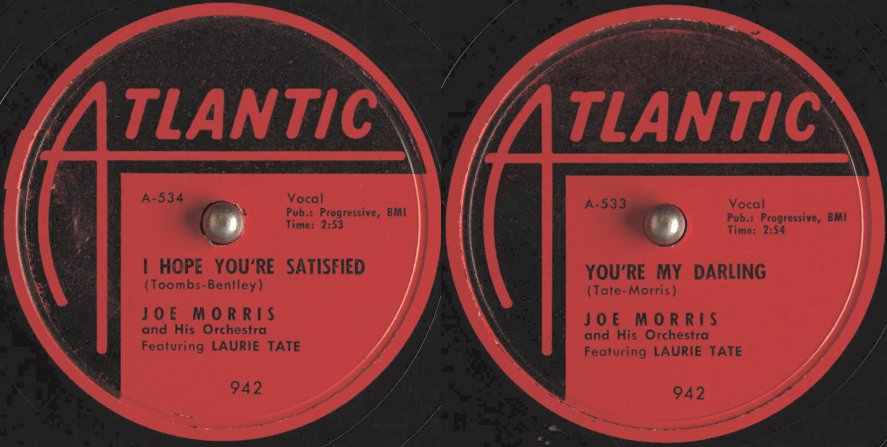 ATLANTIC
A-534
Vocal
Pub.: Progressive, BMI
Time: 2:53
I HOPE YOU'RE SATISFIED
(Toombs-Bentley)
JOE MORRIS
and His Orchestra
Featuring LAURIE TATE
942
ATLANTIC
A-533
Vocal
Pub.: Progressive, BMI
Time: 2:54
YOU'RE MY DARLING
(Tate-Morris)
JOE MORRIS
and His Orchestra
Featuring LAURIE TATE
942